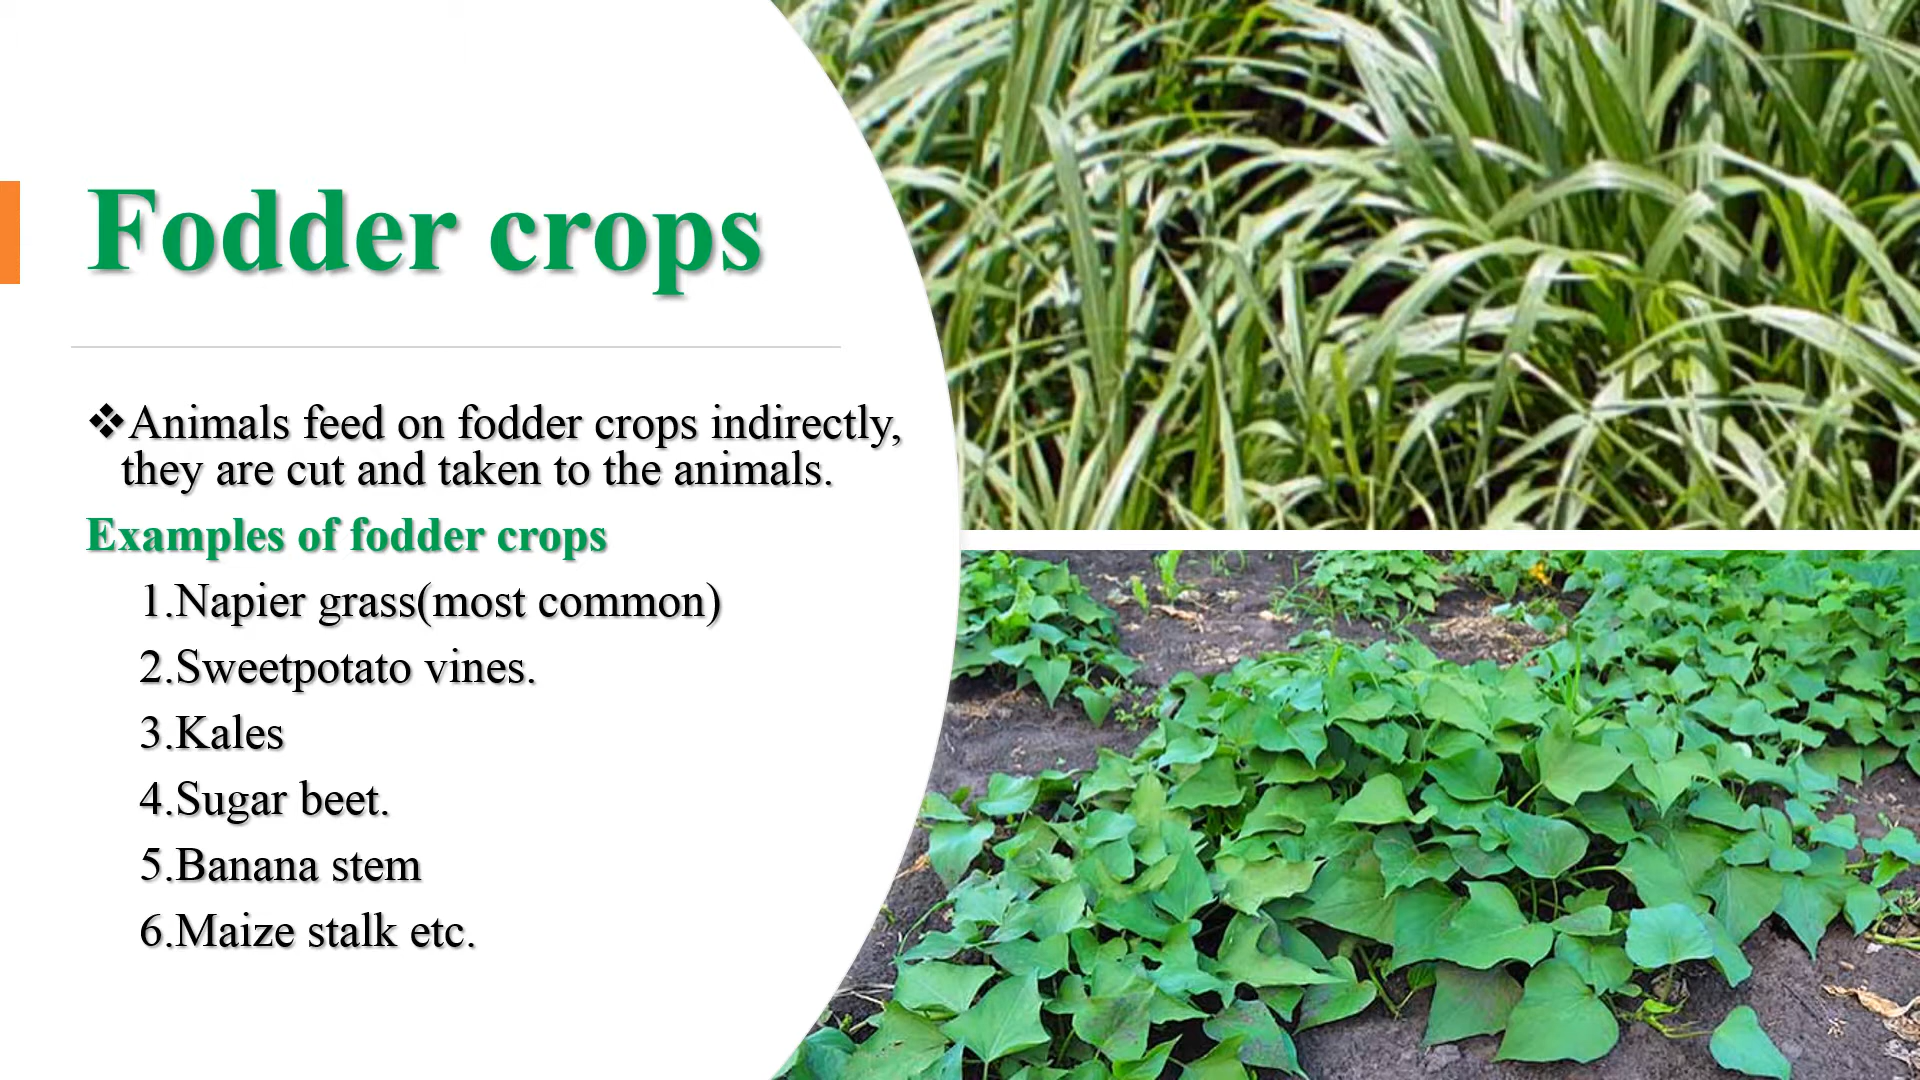 Fodder crops
❖Animals feed on fodder crops indirectly,
they are cut and taken to the animals.
Examples of fodder crops
1.Napier grass(most common)
2.Sweetpotato vines.
3.Kales
4.Sugar beet.
5.Banana stem
6.Maize stalk etc.